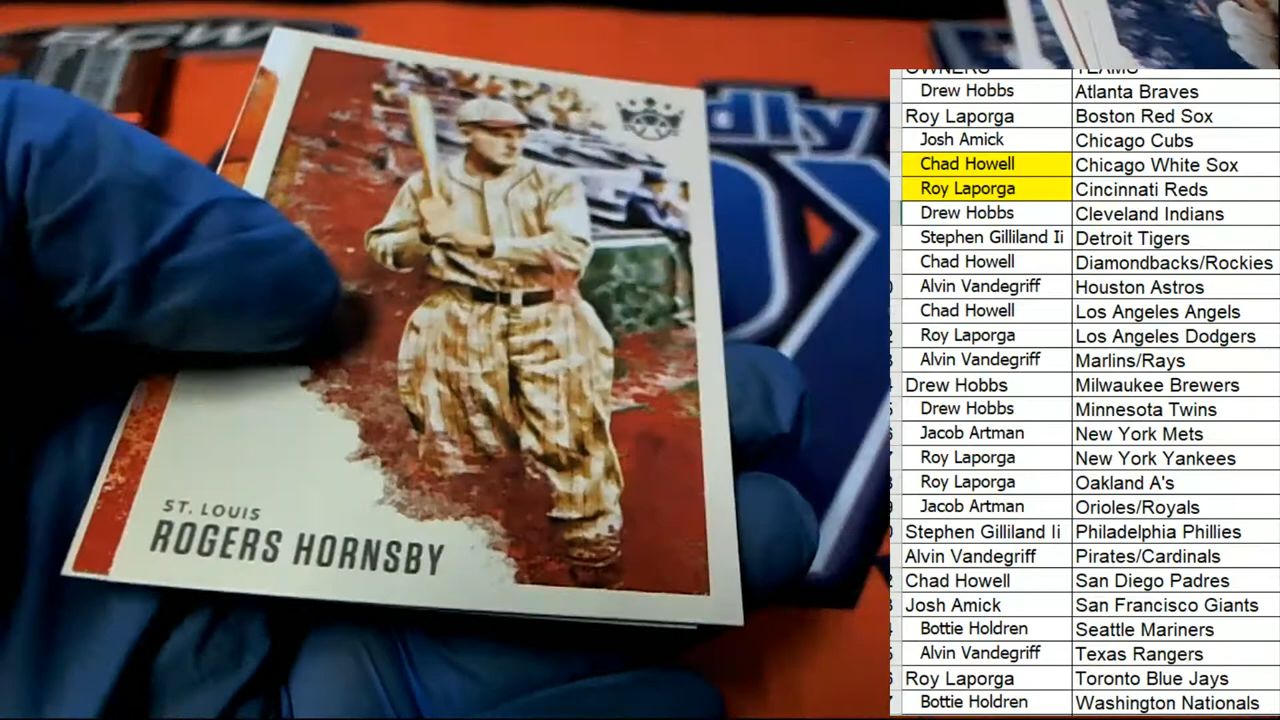 RCW
dly
ST. LOUIS
ROGERS HORNSBY
OWNERS TEAMS
Drew Hobbs Atlanta Braves
Roy Laporga Boston Red Sox
Josh Amick Chicago Cubs
Chad Howell Chicago White Sox
Roy Laporga Cincinnati Reds
Drew Hobbs Cleveland Indians
Stephen Gilliland Ii Detroit Tigers
Chad Howell Diamondbacks/Rockies
Alvin Vandegriff Houston Astros
Chad Howell Los Angeles Angels
Roy Laporga Los Angeles Dodgers
Alvin Vandegriff Marlins/Rays
Drew Hobbs Milwaukee Brewers
Drew Hobbs Minnesota Twins
Jacob Artman New York Mets
Roy Laporga New York Yankees
Roy Laporga Oakland A's
Jacob Artman Orioles/Royals
Stephen Gilliland Ii Philadelphia Phillies
Alvin Vandegriff Pirates/Cardinals
Chad Howell San Diego Padres
Josh Amick San Francisco Giants
Bottie Holdren Seattle Mariners
Alvin Vandegriff Texas Rangers
Roy Laporga Toronto Blue Jays
Bottie Holdren Washington Nationals